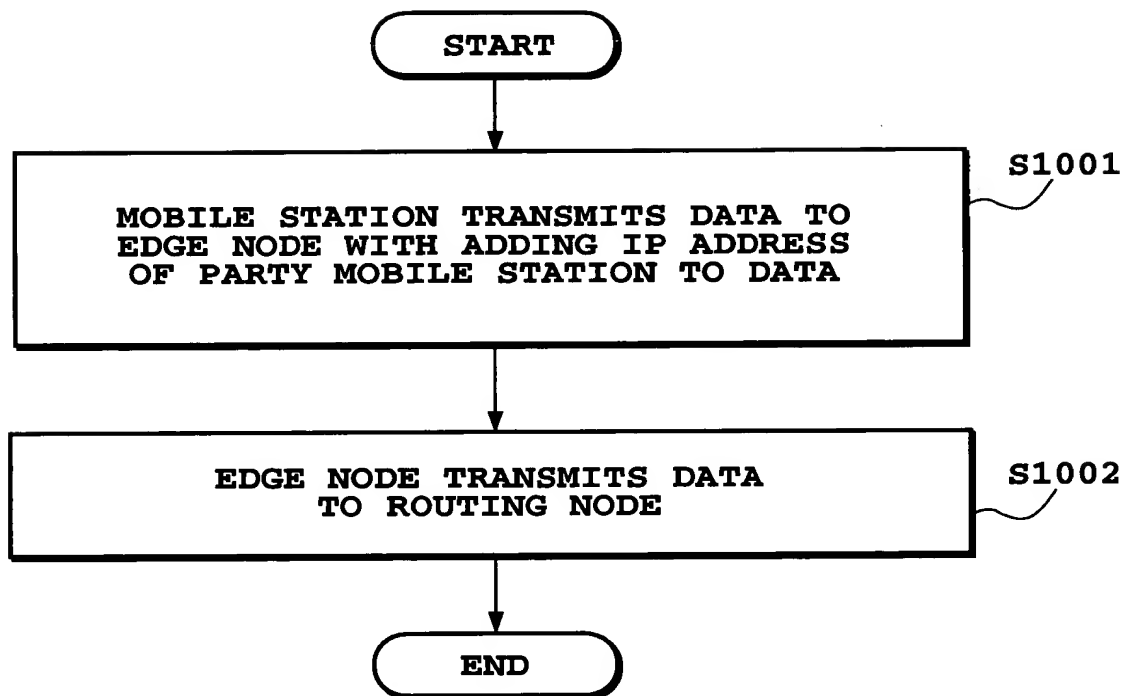 START
S1001
MOBILE STATION TRANSMITS DATA TO
EDGE NODE WITH ADDING IP ADDRESS
OF PARTY MOBILE STATION TO DATA
S1002
EDGE NODE TRANSMITS DATA
TO ROUTING NODE
END